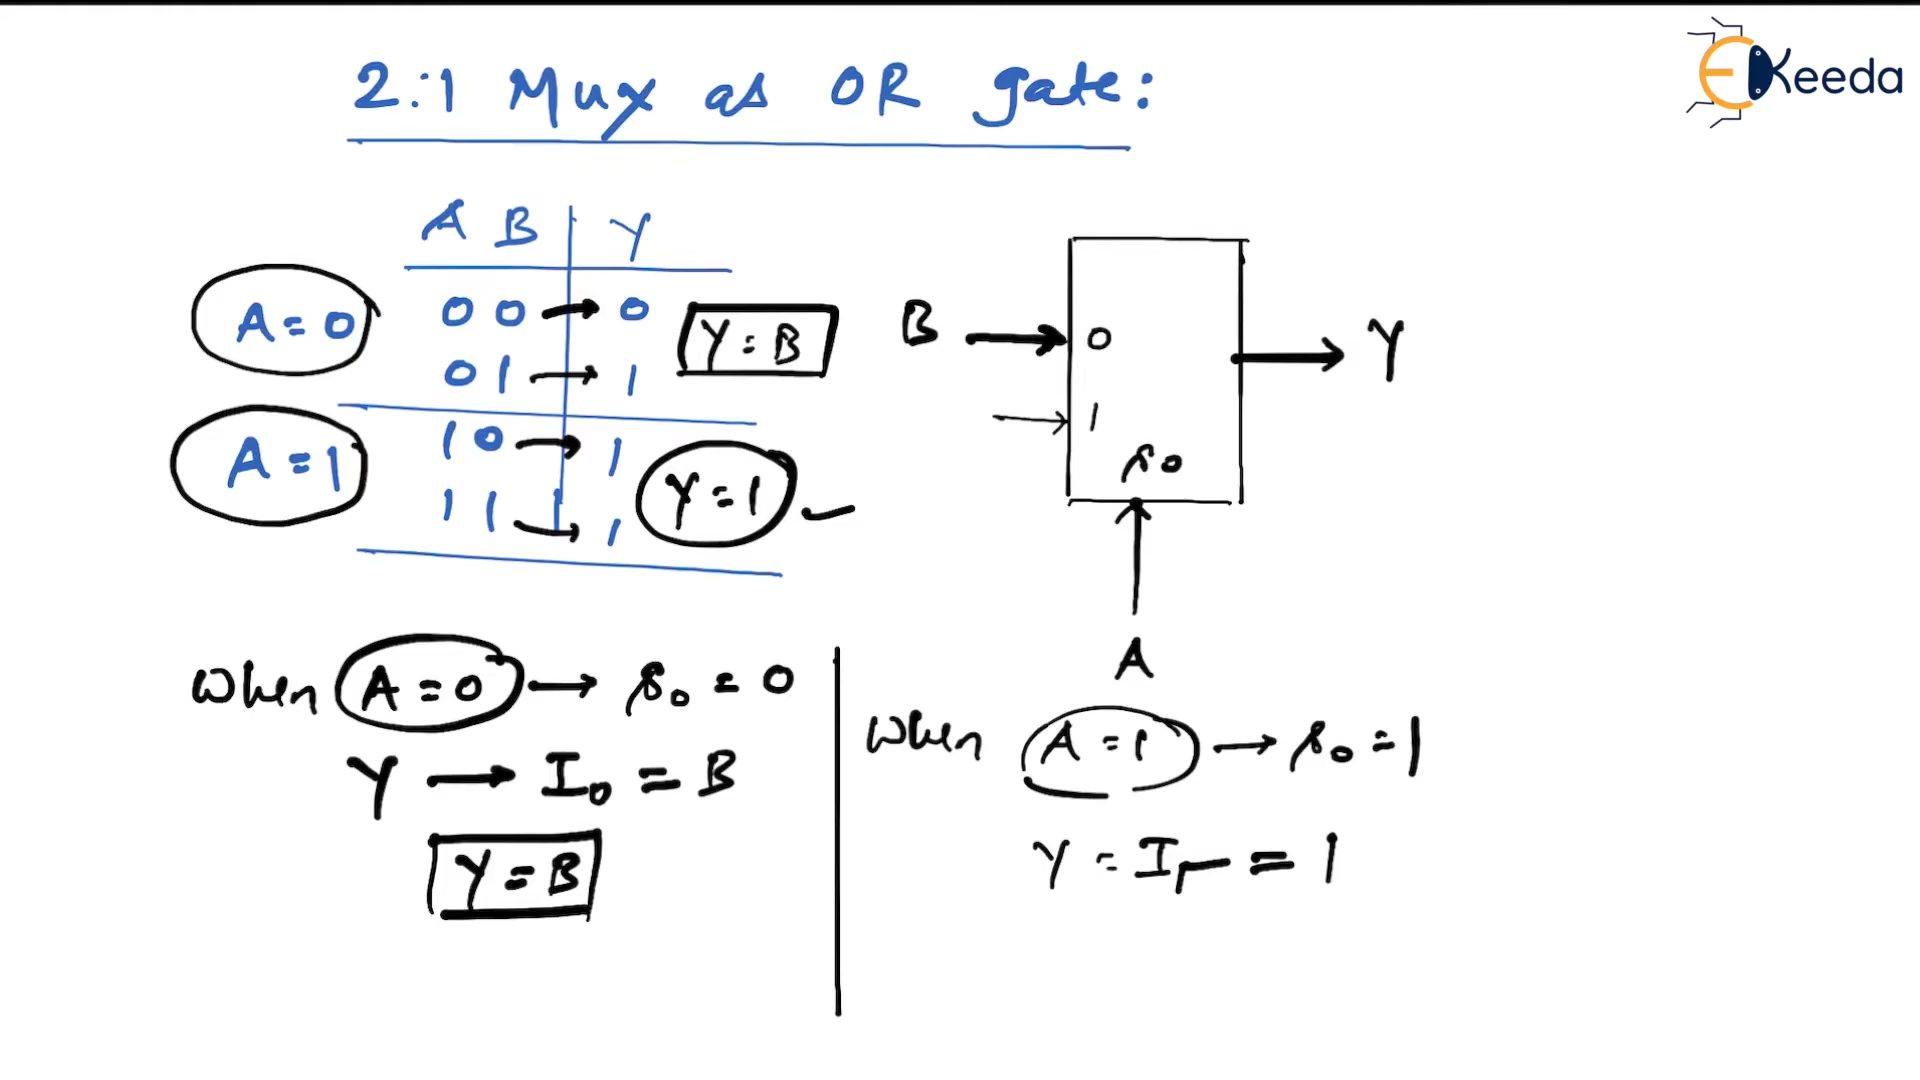 EKeeda
2:1 Mux as OR gate:
A B Y
A=0
0 0 → 0
Y = B
0 1 → 1
A=1
1 0 → 1
Y = 1
1 1 → 1
B
0
1
s0
Y
A
When A = 0 → s0 = 0
Y → I0 = B
Y = B
When A = 1 → s0 = 1
Y = I1 = 1